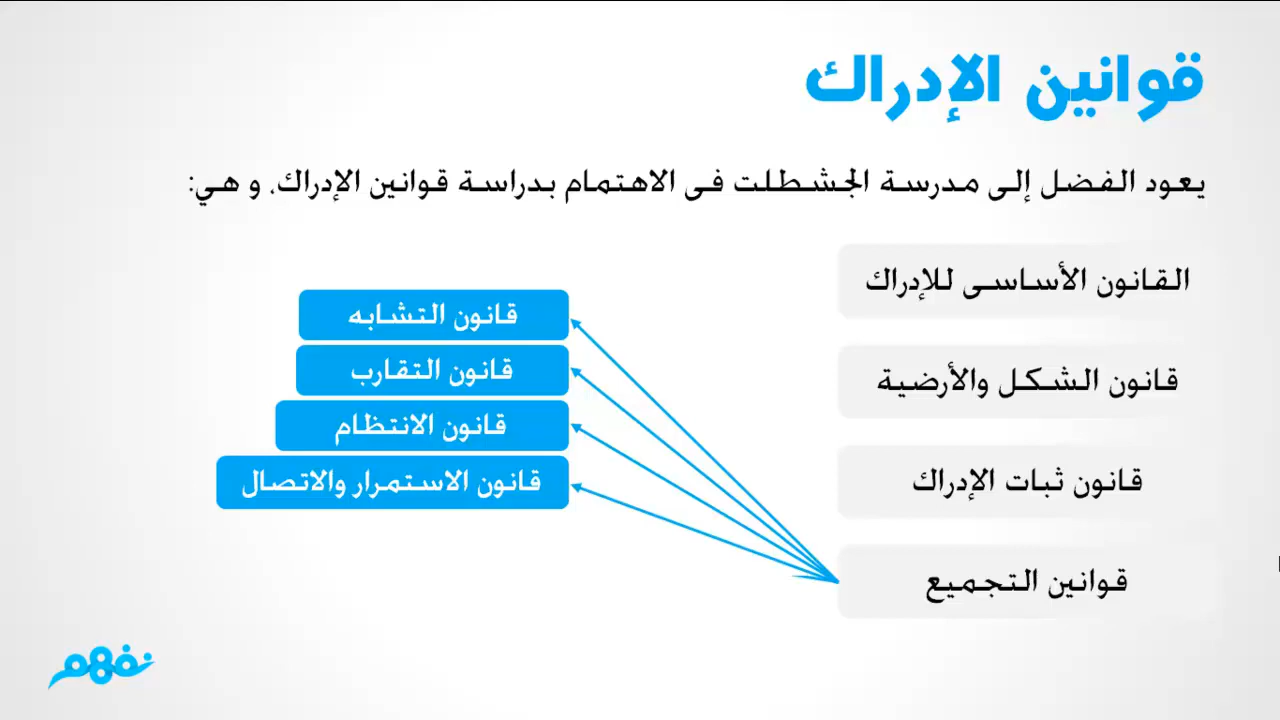 قوانين الإدراك
يعود الفضل إلى مدرسة الجشطلت فى الاهتمام بدراسة قوانين الإدراك، و هي:
القانون الأساسى للإدراك
قانون الشكل والأرضية
قانون ثبات الإدراك
قوانين التجميع
قانون التشابه
قانون التقارب
قانون الانتظام
قانون الاستمرار والاتصال
نفهم